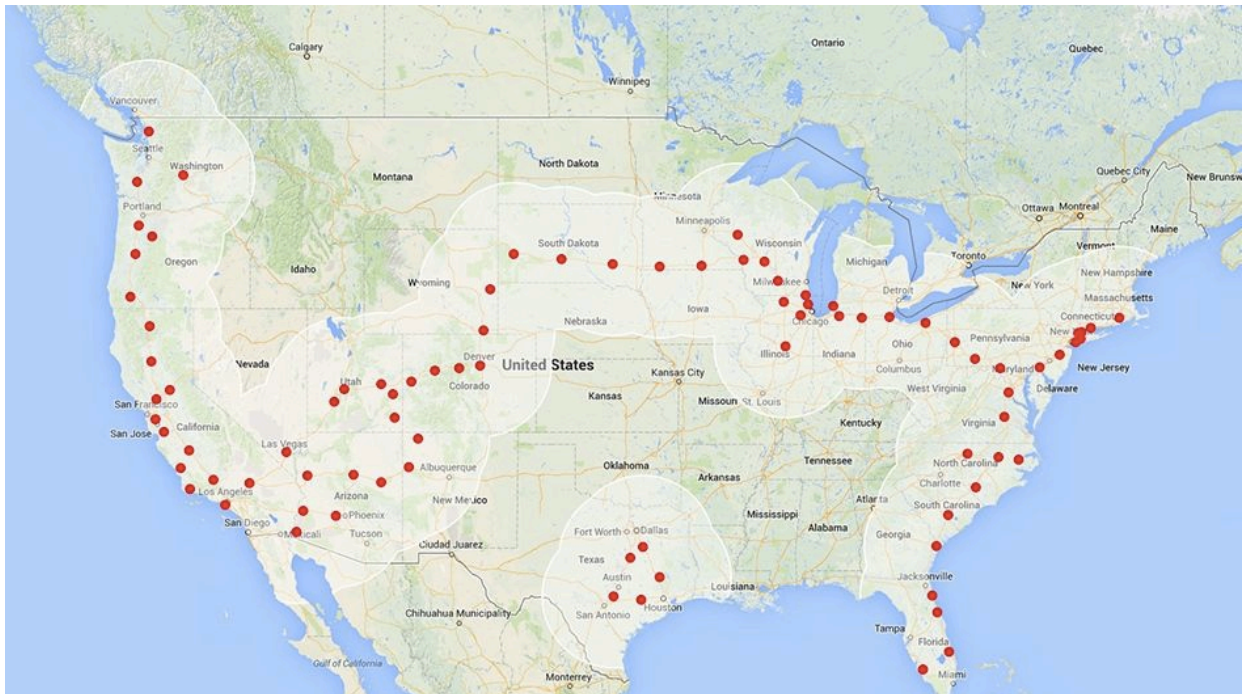 Calgary
Ontario
Quebec
Winnipeg
Vancouver
Seattle
Washington
North Dakota
Montana
Minnesota
Quebec City
New Brunsw
Portland
Minneapolis
Ottawa
Montreal
Maine
South Dakota
Wisconsin
Vermont
Oregon
Idaho
Michigan
Toronto
New Hampshire
Wyoming
Milwaukee
Detroit
New York
Massachusetts
Iowa
Chicago
Connecticut
Nebraska
Ohio
Pennsylvania
New
Nevada
Utah
Denver
United States
Illinois
Indiana
Columbus
Maryland
New Jersey
Colorado
Kansas City
West Virginia
Delaware
San Francisco
Kansas
Missouri
St. Louis
San Jose
California
Kentucky
Virginia
Las Vegas
Albuquerque
Oklahoma
Tennessee
North Carolina
Los Angeles
Arizona
New Mexico
Arkansas
Charlotte
Phoenix
Atlanta
South Carolina
San Diego
Mexicali
Tucson
Fort Worth
Dallas
Mississippi
Alabama
Georgia
Ciudad Juarez
Texas
Austin
Louisiana
Jacksonville
Chihuahua Municipality
San Antonio
Houston
Tampa
Florida
Gulf of California
Monterrey
Miami